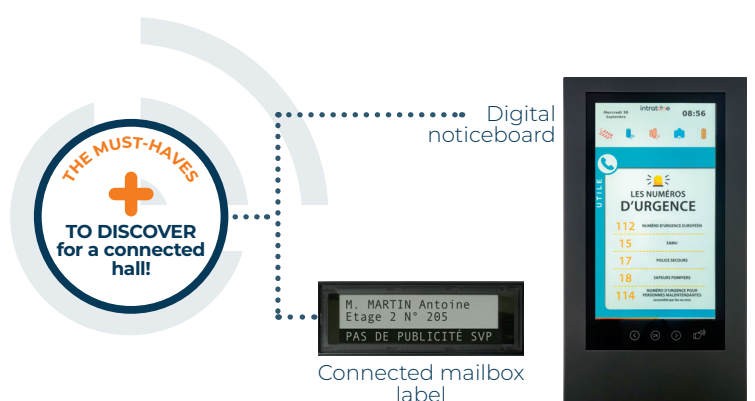 THE MUST-HAVES
TO DISCOVER
for a connected
hall!
Digital
noticeboard
Mercredi 30
Septembre
intratone
08:56
UTILE
LES NUMÉROS
D'URGENCE
112 NUMÉRO D'URGENCE EUROPÉEN
15 SAMU
17 POLICE SECOURS
18 SAPEURS POMPIERS
114 NUMÉRO D'URGENCE POUR
PERSONNES MALENTENDANTES
OK
M. MARTIN Antoine
Etage 2 N° 205
PAS DE PUBLICITÉ SVP
Connected mailbox
label